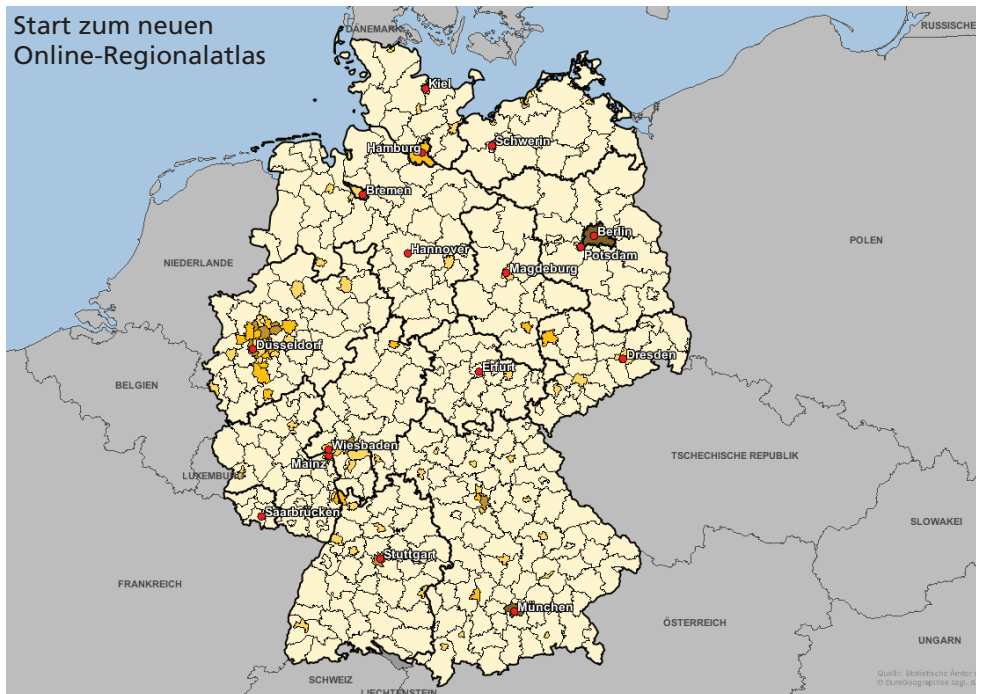 Start zum neuen
Online-Regionalatlas
DÄNEMARK
RUSSISCHE
Kiel
Schwerin
Hamburg
Bremen
Berlin
POLEN
Hannover
Potsdam
NIEDERLANDE
Magdeburg
Düsseldorf
Dresden
Erfurt
BELGIEN
Wiesbaden
TSCHECHISCHE REPUBLIK
Mainz
LUXEMBURG
Saarbrücken
SLOWAKEI
Stuttgart
FRANKREICH
München
ÖSTERREICH
UNGARN
Quelle: Statistische Ämter
SCHWEIZ
© EuroGeographics bzgl. d
LIECHTENSTEIN